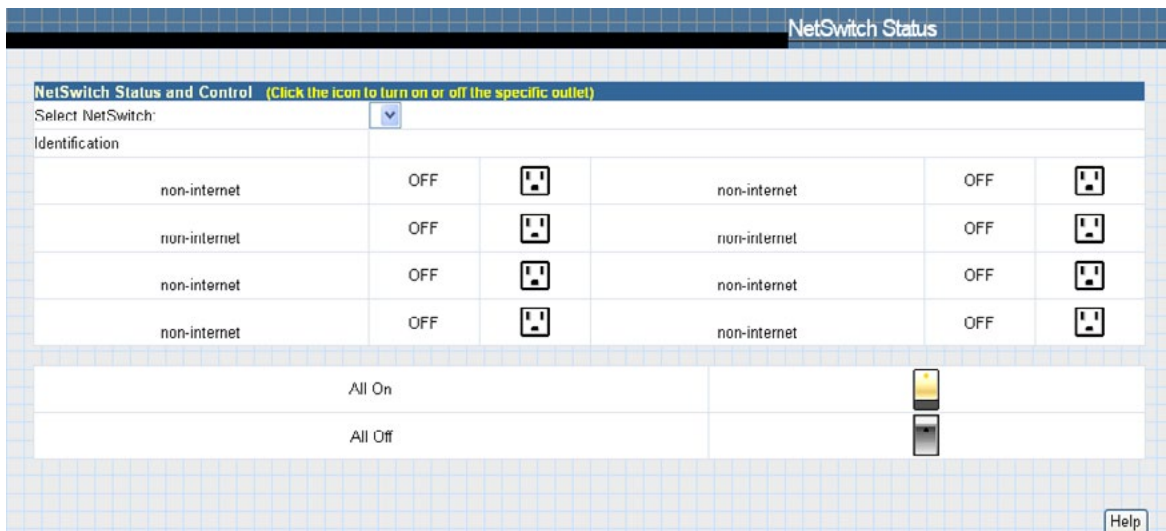 NetSwitch Status
NetSwitch Status and Control (Click the icon to turn on or off the specific outlet)
Select NetSwitch:
Identification
non-internet OFF non-internet OFF
non-internet OFF non-internet OFF
non-internet OFF non-internet OFF
non-internet OFF non-internet OFF
All On
All Off
Help